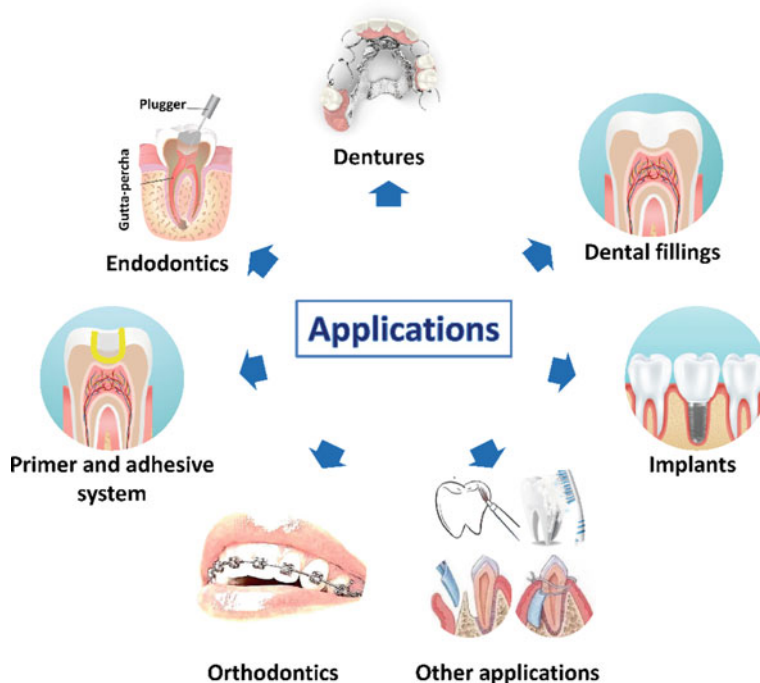 Plugger
Gutta-percha
Dentures
Endodontics
Dental fillings
Applications
Primer and adhesive
system
Implants
Orthodontics
Other applications